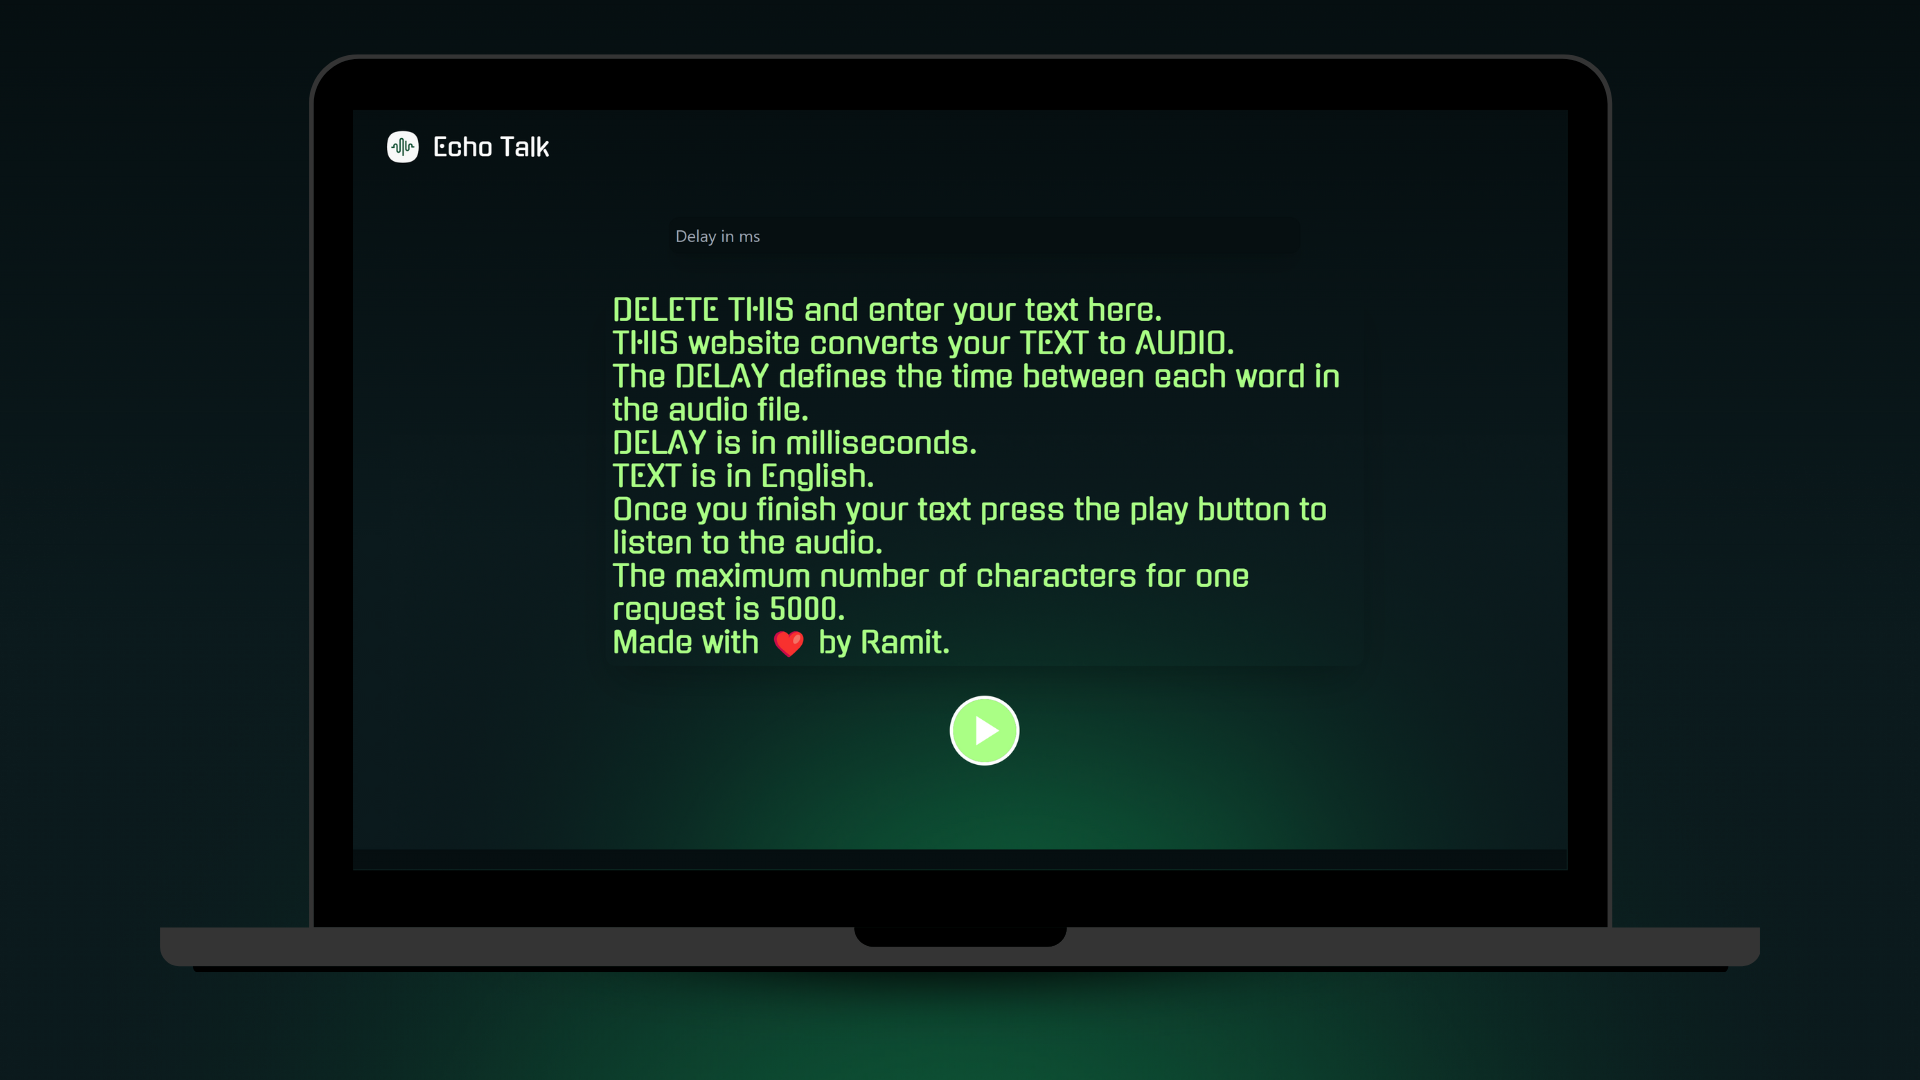 Echo Talk
Delay in ms
DELETE THIS and enter your text here.
THIS website converts your TEXT to AUDIO.
The DELAY defines the time between each word in
the audio file.
DELAY is in milliseconds.
TEXT is in English.
Once you finish your text press the play button to
listen to the audio.
The maximum number of characters for one
request is 5000.
Made with ❤️ by Ramit.